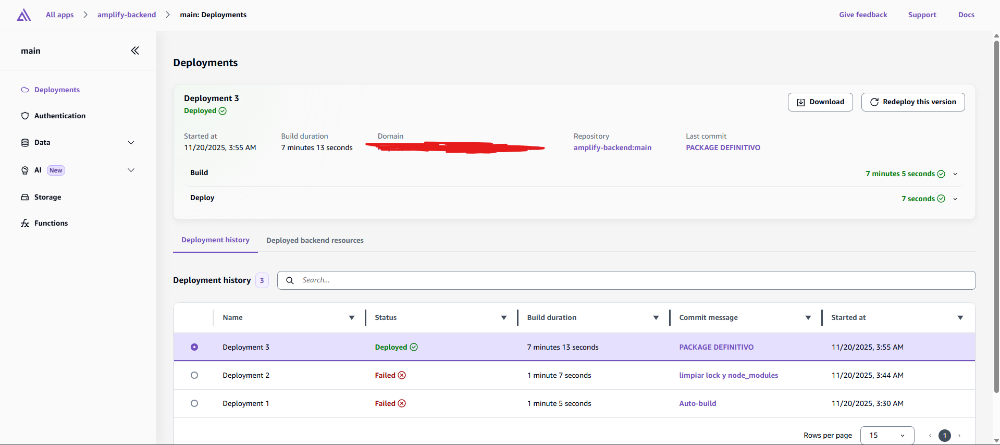 All apps > amplify-backend > main: Deployments
Give feedback Support Docs
main
Deployments
Authentication
Data
AI New
Storage
Functions
Deployments
Deployment 3
Deployed
Download
Redeploy this version
Started at Build duration Domain Repository Last commit
11/20/2025, 3:55 AM 7 minutes 13 seconds amplify-backend:main PACKAGE DEFINITIVO
Build 7 minutes 5 seconds
Deploy 7 seconds
Deployment history Deployed backend resources
Deployment history 3 Search...
Name Status Build duration Commit message Started at
Deployment 3 Deployed 7 minutes 13 seconds PACKAGE DEFINITIVO 11/20/2025, 3:55 AM
Deployment 2 Failed 1 minute 7 seconds limpiar lock y node_modules 11/20/2025, 3:44 AM
Deployment 1 Failed 1 minute 5 seconds Auto-build 11/20/2025, 3:30 AM
Rows per page 15 ‹ 1 ›